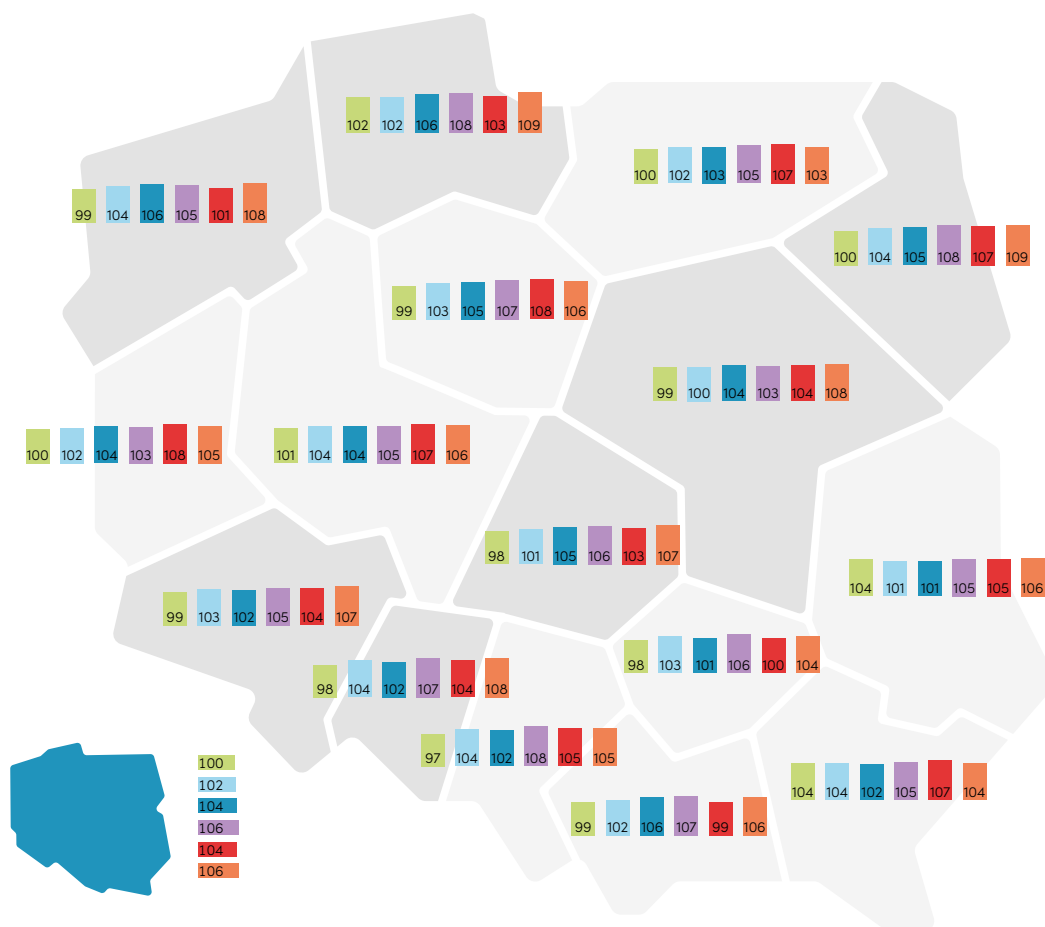 102 102 106 108 103 109
100 102 103 105 107 103
99 104 106 105 101 108
100 104 105 108 107 109
99 103 105 107 108 106
99 100 104 103 104 108
100 102 104 103 108 105
101 104 104 105 107 106
98 101 105 106 103 107
104 101 101 105 105 106
99 103 102 105 104 107
98 103 101 106 100 104
98 104 102 107 104 108
97 104 102 108 105 105
104 104 102 105 107 104
99 102 106 107 99 106
100
102
104
106
104
106